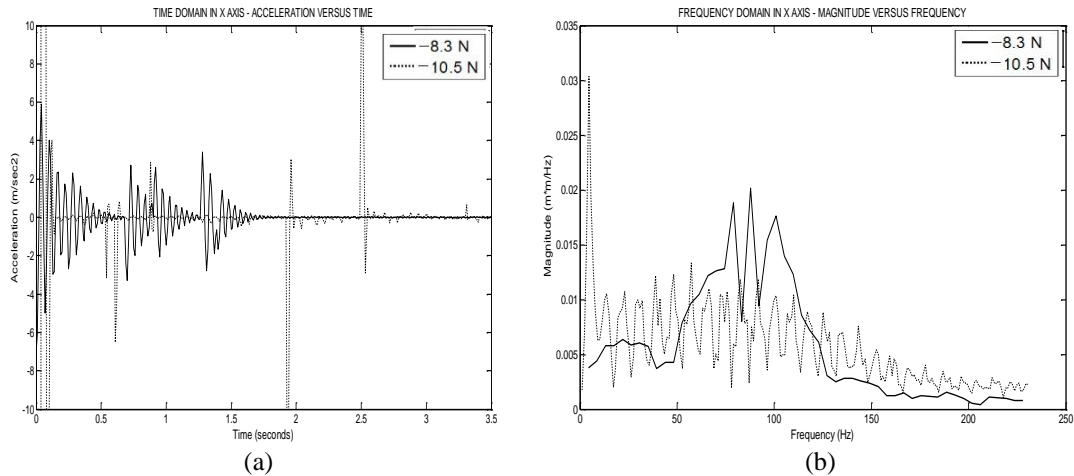 TIME DOMAIN IN X AXIS - ACCELERATION VERSUS TIME
10
8
6
4
2
0
-2
-4
-6
-8
-10
Acceleration (m/sec2)
—8.3 N
—10.5 N
0
0.5
1
1.5
2
2.5
3
3.5
Time (seconds)
(a)
FREQUENCY DOMAIN IN X AXIS - MAGNITUDE VERSUS FREQUENCY
0.035
0.03
0.025
0.02
0.015
0.01
0.005
0
Magnitude (m*m/Hz)
—8.3 N
—10.5 N
0
50
100
150
200
250
Frequency (Hz)
(b)